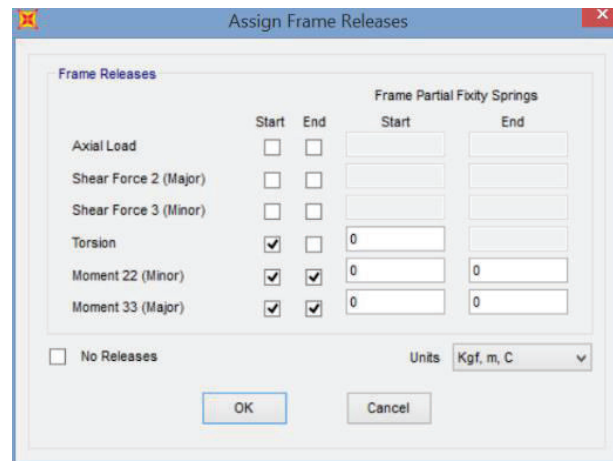 Assign Frame Releases
X
Frame Releases
Frame Partial Fixity Springs
Start End Start End
Axial Load
Shear Force 2 (Major)
Shear Force 3 (Minor)
Torsion 0
Moment 22 (Minor) 0 0
Moment 33 (Major) 0 0
No Releases Units Kgf, m, C
OK Cancel